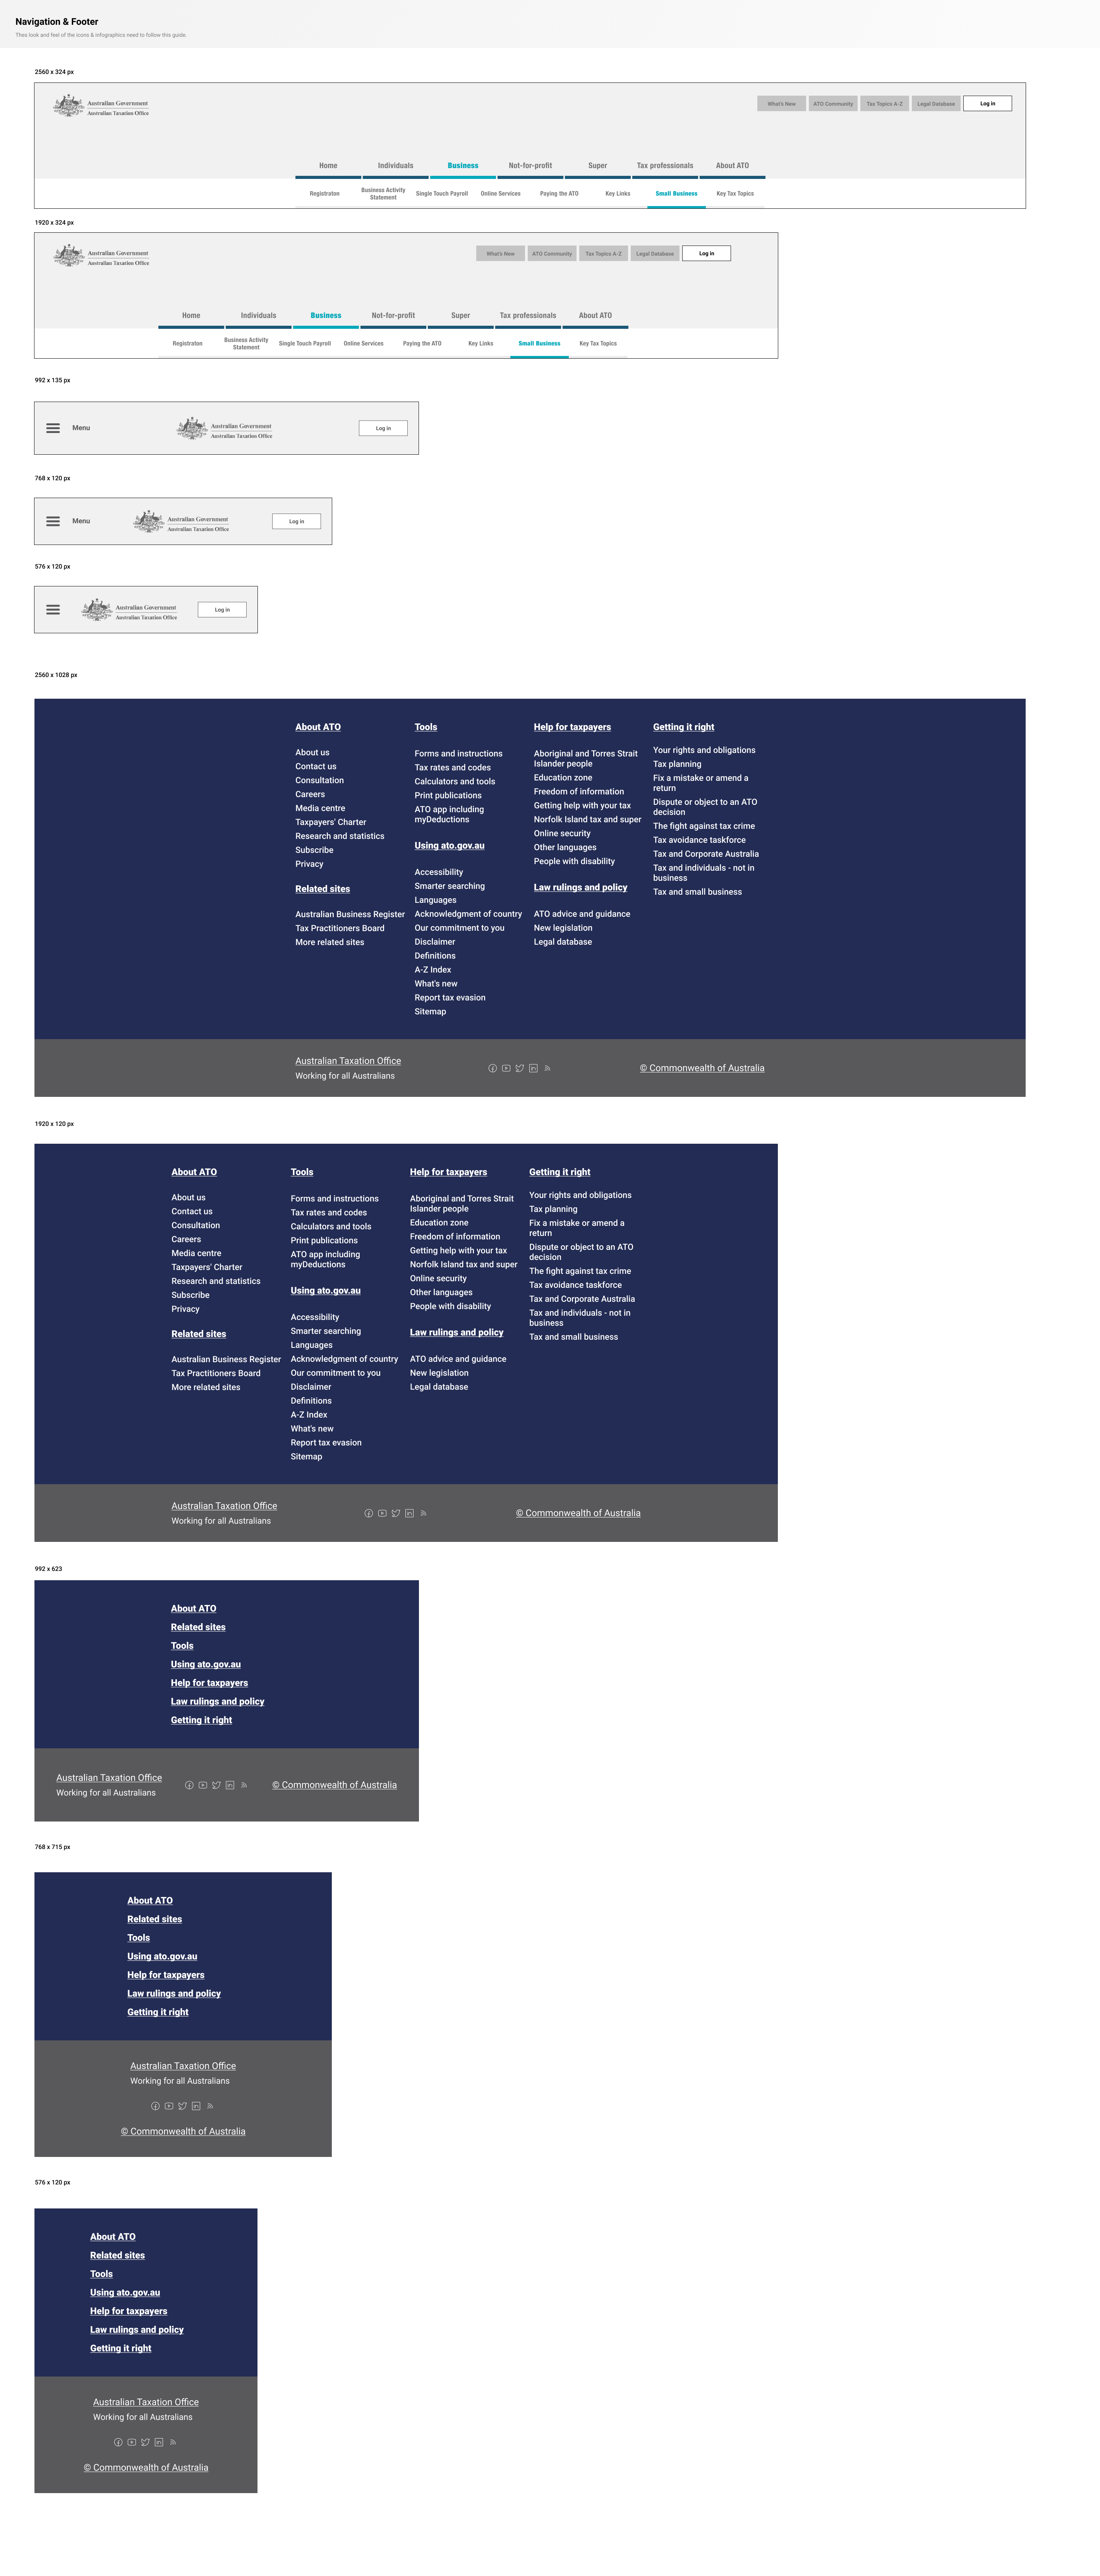 Navigation & Footer
Thes look and feel of the icons & infographics need to follow this guide.
2560 x 324 px
Australian Government
Australian Taxation Office
What's New
ATO Community
Tax Topics A-Z
Legal Database
Log in
Home
Individuals
Business
Not-for-profit
Super
Tax professionals
About ATO
Registraton
Business Activity
Statement
Single Touch Payroll
Online Services
Paying the ATO
Key Links
Small Business
Key Tax Topics
1920 x 324 px
Australian Government
Australian Taxation Office
What's New
ATO Community
Tax Topics A-Z
Legal Database
Log in
Home
Individuals
Business
Not-for-profit
Super
Tax professionals
About ATO
Registraton
Business Activity
Statement
Single Touch Payroll
Online Services
Paying the ATO
Key Links
Small Business
Key Tax Topics
992 x 135 px
Menu
Australian Government
Australian Taxation Office
Log in
768 x 120 px
Menu
Australian Government
Australian Taxation Office
Log in
576 x 120 px
Australian Government
Australian Taxation Office
Log in
2560 x 1028 px
About ATO
About us
Contact us
Consultation
Careers
Media centre
Taxpayers' Charter
Research and statistics
Subscribe
Privacy
Related sites
Australian Business Register
Tax Practitioners Board
More related sites
Tools
Forms and instructions
Tax rates and codes
Calculators and tools
Print publications
ATO app including
myDeductions
Using ato.gov.au
Accessibility
Smarter searching
Languages
Acknowledgment of country
Our commitment to you
Disclaimer
Definitions
A-Z Index
What's new
Report tax evasion
Sitemap
Help for taxpayers
Aboriginal and Torres Strait
Islander people
Education zone
Freedom of information
Getting help with your tax
Norfolk Island tax and super
Online security
Other languages
People with disability
Law rulings and policy
ATO advice and guidance
New legislation
Legal database
Getting it right
Your rights and obligations
Tax planning
Fix a mistake or amend a
return
Dispute or object to an ATO
decision
The fight against tax crime
Tax avoidance taskforce
Tax and Corporate Australia
Tax and individuals - not in
business
Tax and small business
Australian Taxation Office
Working for all Australians
© Commonwealth of Australia
1920 x 120 px
About ATO
About us
Contact us
Consultation
Careers
Media centre
Taxpayers' Charter
Research and statistics
Subscribe
Privacy
Related sites
Australian Business Register
Tax Practitioners Board
More related sites
Tools
Forms and instructions
Tax rates and codes
Calculators and tools
Print publications
ATO app including
myDeductions
Using ato.gov.au
Accessibility
Smarter searching
Languages
Acknowledgment of country
Our commitment to you
Disclaimer
Definitions
A-Z Index
What's new
Report tax evasion
Sitemap
Help for taxpayers
Aboriginal and Torres Strait
Islander people
Education zone
Freedom of information
Getting help with your tax
Norfolk Island tax and super
Online security
Other languages
People with disability
Law rulings and policy
ATO advice and guidance
New legislation
Legal database
Getting it right
Your rights and obligations
Tax planning
Fix a mistake or amend a
return
Dispute or object to an ATO
decision
The fight against tax crime
Tax avoidance taskforce
Tax and Corporate Australia
Tax and individuals - not in
business
Tax and small business
Australian Taxation Office
Working for all Australians
© Commonwealth of Australia
992 x 623
About ATO
Related sites
Tools
Using ato.gov.au
Help for taxpayers
Law rulings and policy
Getting it right
Australian Taxation Office
Working for all Australians
© Commonwealth of Australia
768 x 715 px
About ATO
Related sites
Tools
Using ato.gov.au
Help for taxpayers
Law rulings and policy
Getting it right
Australian Taxation Office
Working for all Australians
© Commonwealth of Australia
576 x 120 px
About ATO
Related sites
Tools
Using ato.gov.au
Help for taxpayers
Law rulings and policy
Getting it right
Australian Taxation Office
Working for all Australians
© Commonwealth of Australia